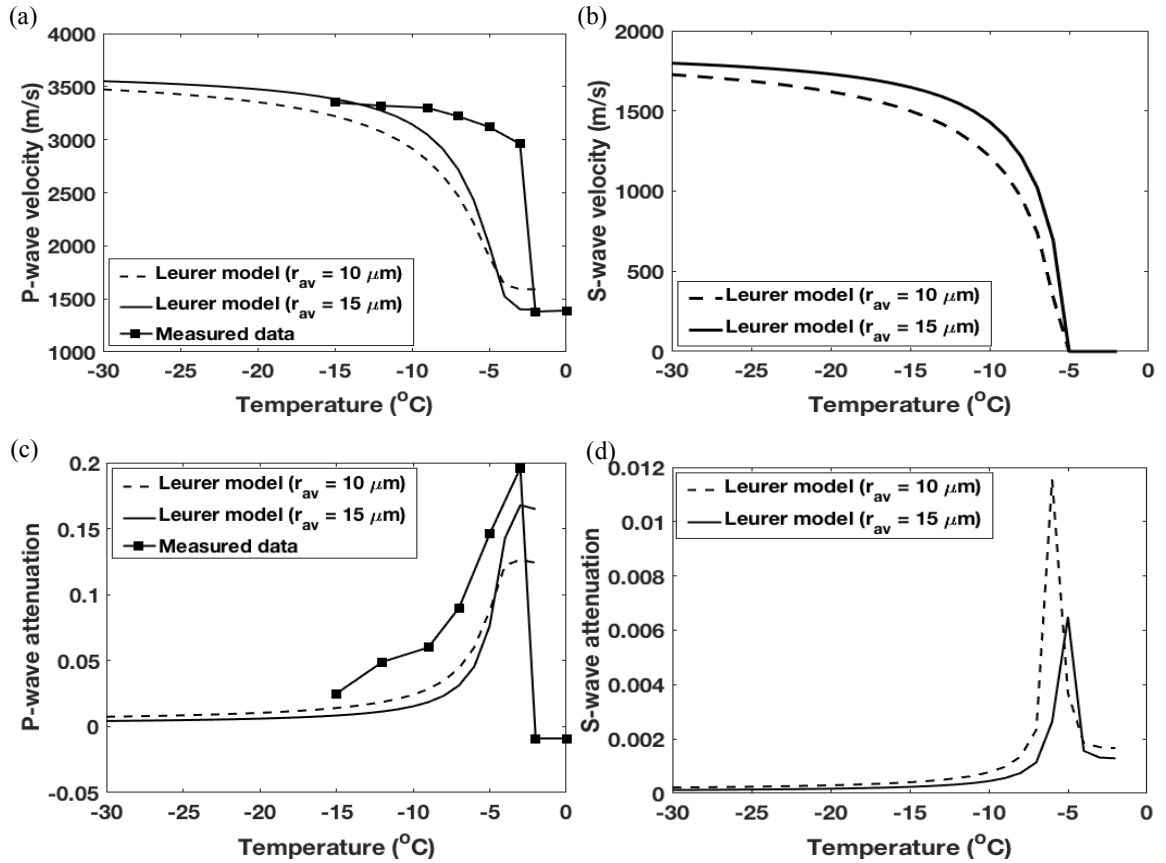 (a)
4000
3500
3000
2500
2000
1500
1000
P-wave velocity (m/s)
Leurer model (r_av = 10 μm)
Leurer model (r_av = 15 μm)
Measured data
-30 -25 -20 -15 -10 -5 0
Temperature (°C)
(b)
2000
1500
1000
500
0
S-wave velocity (m/s)
Leurer model (r_av = 10 μm)
Leurer model (r_av = 15 μm)
-30 -25 -20 -15 -10 -5 0
Temperature (°C)
(c)
0.2
0.15
0.1
0.05
0
-0.05
P-wave attenuation
Leurer model (r_av = 10 μm)
Leurer model (r_av = 15 μm)
Measured data
-30 -25 -20 -15 -10 -5 0
Temperature (°C)
(d)
0.012
0.01
0.008
0.006
0.004
0.002
0
S-wave attenuation
Leurer model (r_av = 10 μm)
Leurer model (r_av = 15 μm)
-30 -25 -20 -15 -10 -5 0
Temperature (°C)